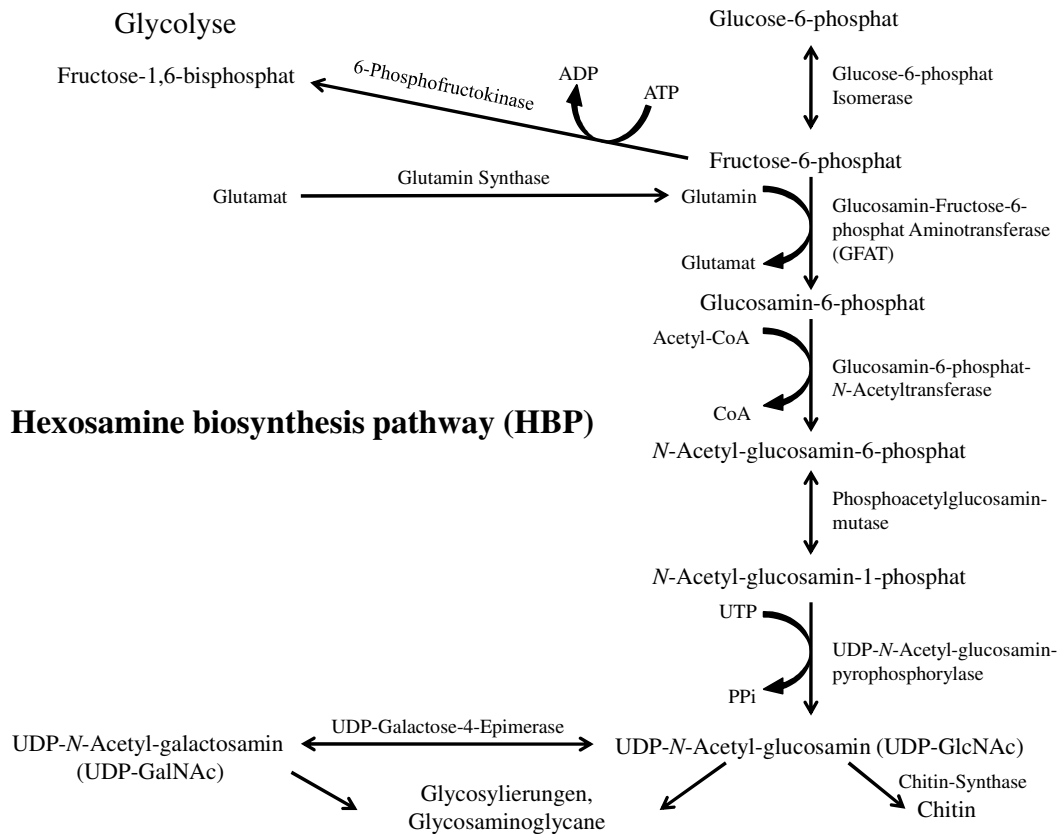 Glycolyse
Glucose-6-phosphat
Fructose-1,6-bisphosphat
6-Phosphofructokinase
ADP
ATP
Glucose-6-phosphat
Isomerase
Fructose-6-phosphat
Glutamat
Glutamin Synthase
Glutamin
Glucosamin-Fructose-6-
phosphat Aminotransferase
(GFAT)
Glutamat
Glucosamin-6-phosphat
Acetyl-CoA
Glucosamin-6-phosphat-
N-Acetyltransferase
CoA
Hexosamine biosynthesis pathway (HBP)
N-Acetyl-glucosamin-6-phosphat
Phosphoacetylglucosamin-
mutase
N-Acetyl-glucosamin-1-phosphat
UTP
UDP-N-Acetyl-glucosamin-
pyrophosphorylase
PPi
UDP-N-Acetyl-galactosamin
(UDP-GalNAc)
UDP-Galactose-4-Epimerase
UDP-N-Acetyl-glucosamin (UDP-GlcNAc)
Glycosylierungen,
Glycosaminoglycane
Chitin-Synthase
Chitin